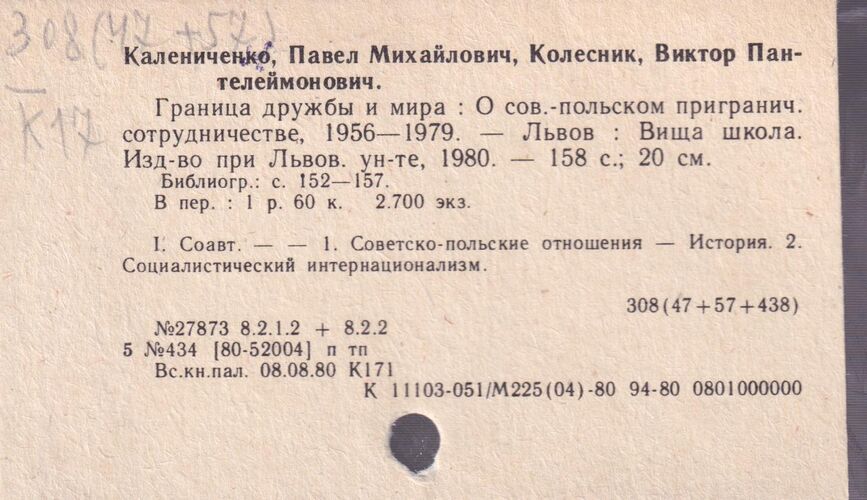 308(47+57)
К17
Калениченко, Павел Михайлович, Колесник, Виктор Пан-
телеймонович.
Граница дружбы и мира : О сов.-польском пригранич.
сотрудничестве, 1956—1979. — Львов : Вища школа.
Изд-во при Львов. ун-те, 1980. — 158 с.; 20 см.
Библиогр.: с. 152—157.
В пер. : 1 р. 60 к. 2.700 экз.
I. Соавт. — — 1. Советско-польские отношения — История. 2.
Социалистический интернационализм.
308(47+57+438)
№27873 8.2.1.2 + 8.2.2
5 №434 [80-52004] п тп
Вс.кн.пал. 08.08.80 К171
К 11103-051/М225(04)-80 94-80 0801000000